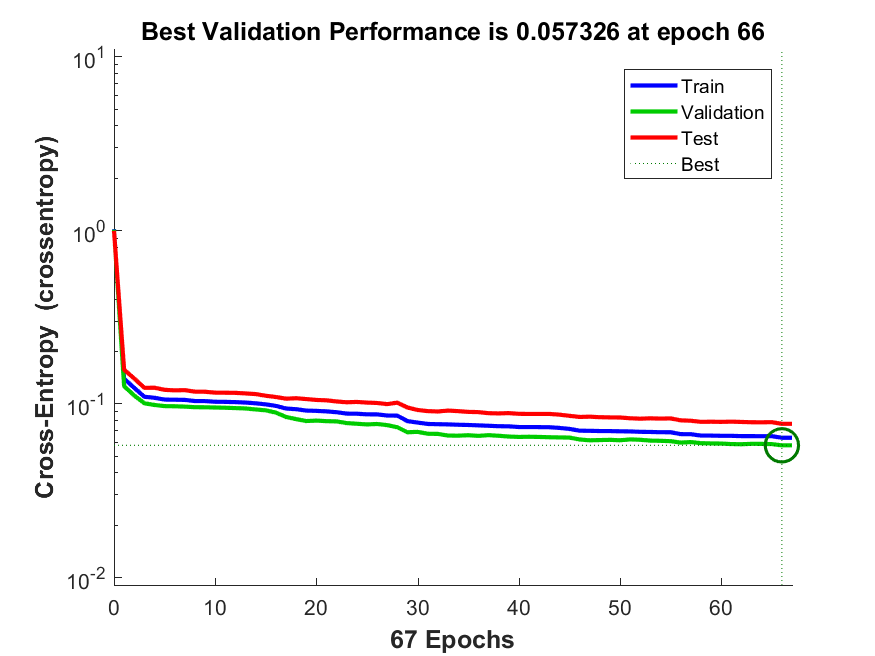 Best Validation Performance is 0.057326 at epoch 66
Cross-Entropy (crossentropy)
10^1
10^0
10^-1
10^-2
Train
Validation
Test
Best
0 10 20 30 40 50 60
67 Epochs